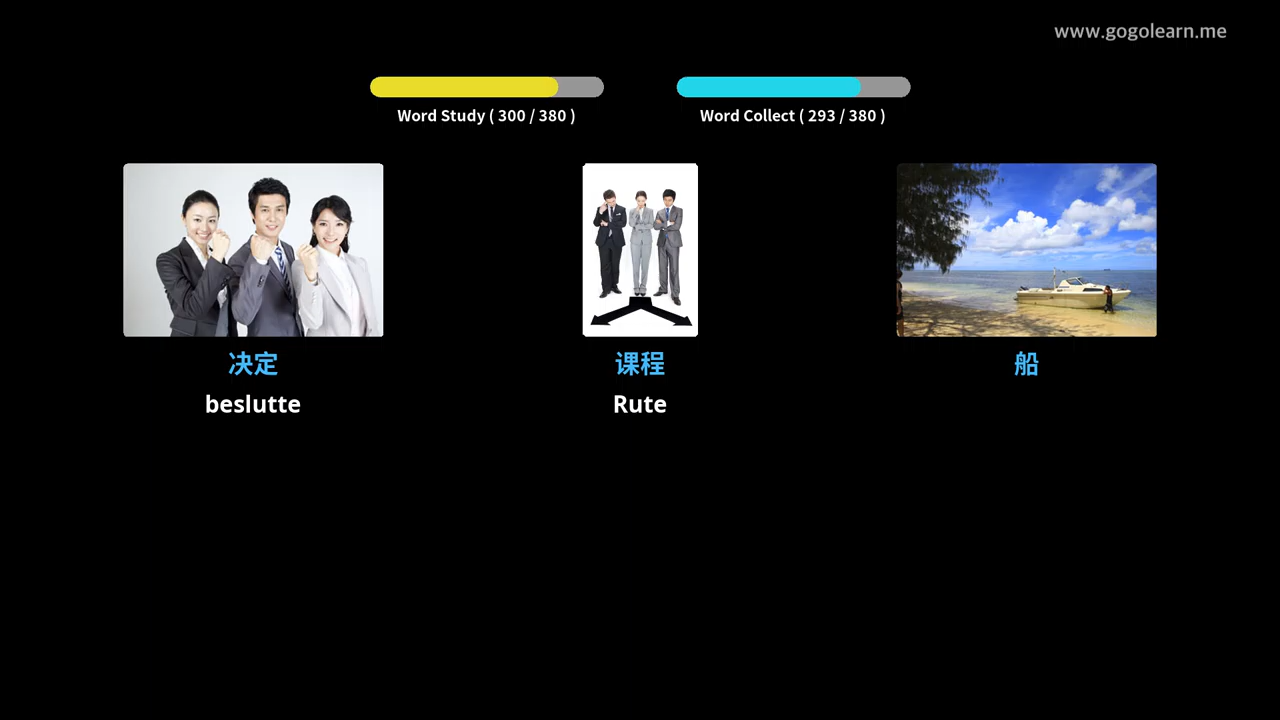 www.gogolearn.me
Word Study ( 300 / 380 )
Word Collect ( 293 / 380 )
决定
课程
船
beslutte
Rute